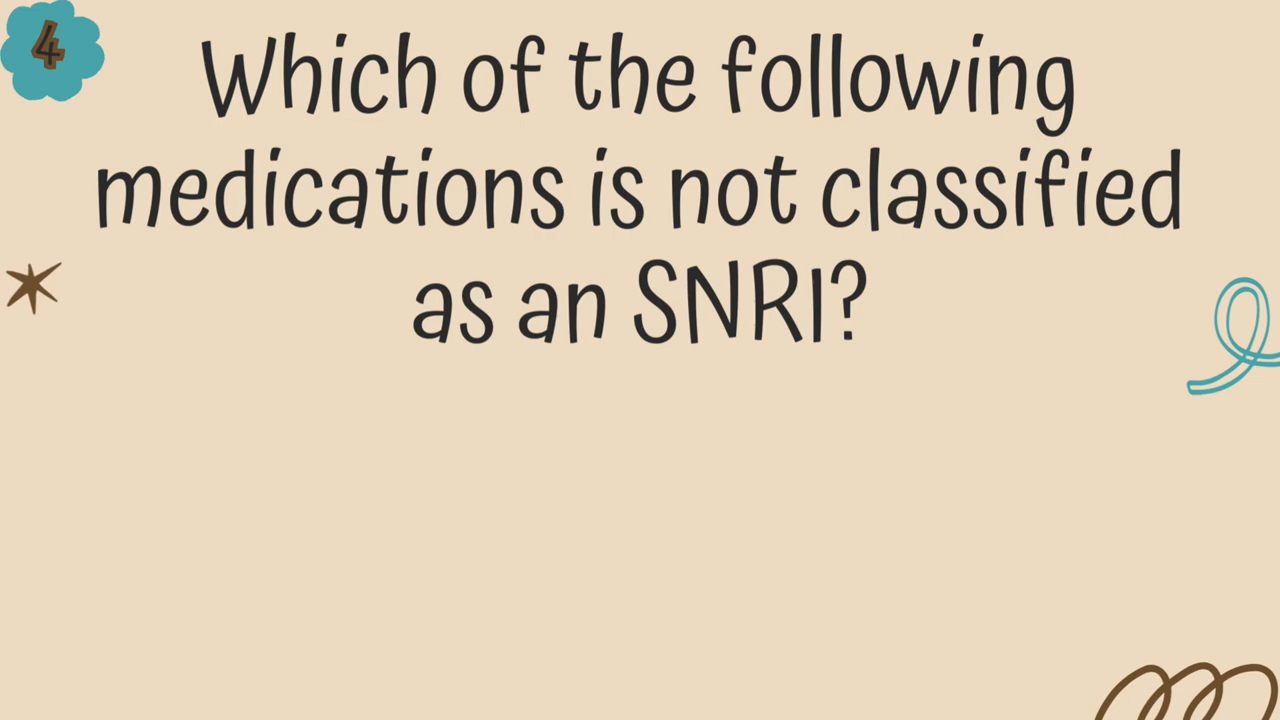 4
Which of the following
medications is not classified
as an SNRI?